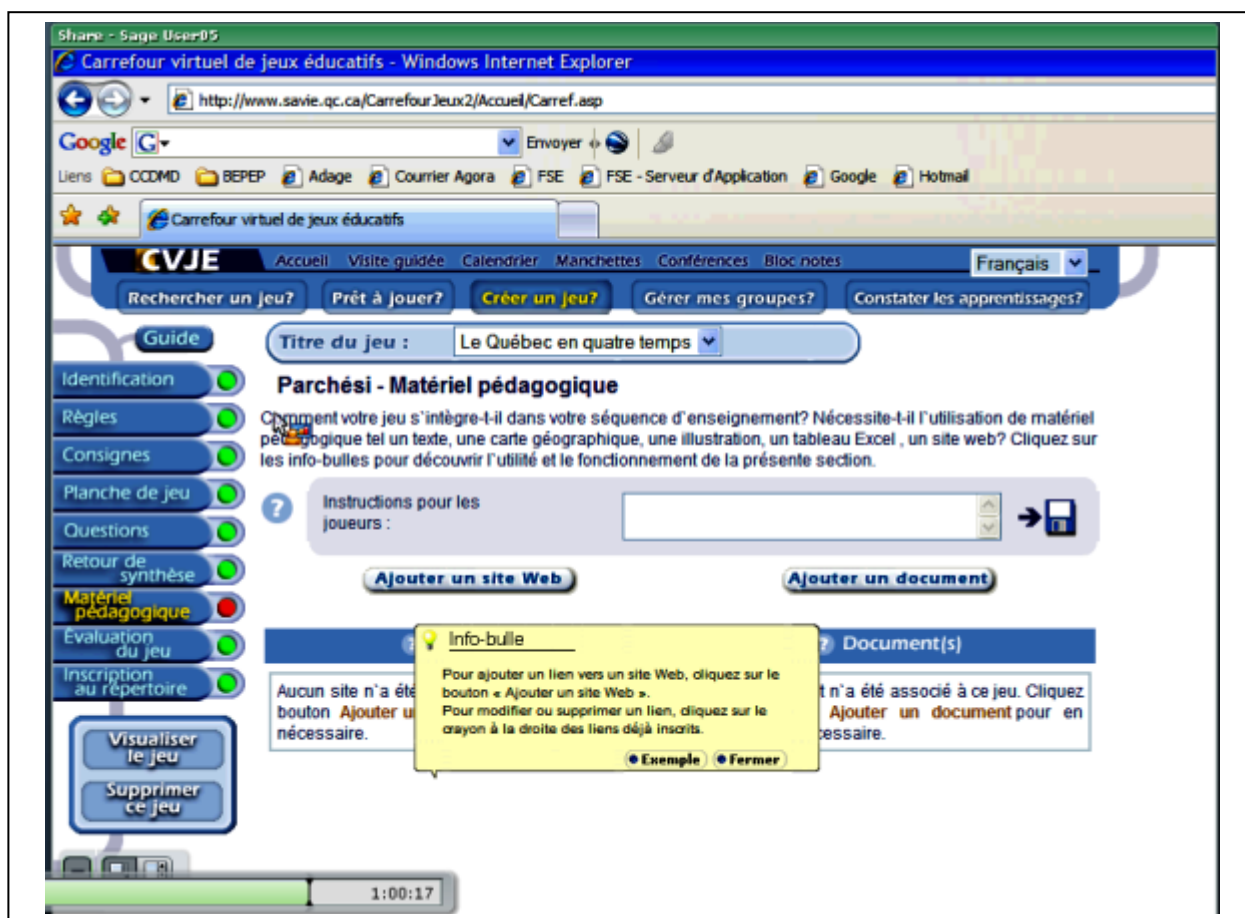 Share - Sage User05
Carrefour virtuel de jeux éducatifs - Windows Internet Explorer
http://www.savie.qc.ca/CarrefourJeux2/Accueil/Carref.asp
Google G Envoyer
Liens CCDMD BEPEP Adage Courrier Agora FSE FSE - Serveur d'Application Google Hotmail
Carrefour virtuel de jeux éducatifs
CVJE Accueil Visite guidée Calendrier Manchettes Conférences Bloc notes Français
Rechercher un jeu? Prêt à jouer? Créer un jeu? Gérer mes groupes? Constater les apprentissages?
Guide
Titre du jeu : Le Québec en quatre temps
Identification
Règles
Consignes
Planche de jeu
Questions
Retour de
synthèse
Matériel
pédagogique
Évaluation
du jeu
Inscription
au répertoire
Visualiser
le jeu
Supprimer
ce jeu
Parchési - Matériel pédagogique
Comment votre jeu s'intègre-t-il dans votre séquence d'enseignement? Nécessite-t-il l'utilisation de matériel
pédagogique tel un texte, une carte géographique, une illustration, un tableau Excel , un site web? Cliquez sur
les info-bulles pour découvrir l'utilité et le fonctionnement de la présente section.
? Instructions pour les
joueurs :
Ajouter un site Web Ajouter un document
? ? Document(s)
Aucun site n'a été
bouton Ajouter u
nécessaire.
Info-bulle
Pour ajouter un lien vers un site Web, cliquez sur le
bouton « Ajouter un site Web ».
Pour modifier ou supprimer un lien, cliquez sur le
crayon à la droite des liens déjà inscrits.
Exemple Fermer
n'a été associé à ce jeu. Cliquez
Ajouter un document pour en
cessaire.
1:00:17